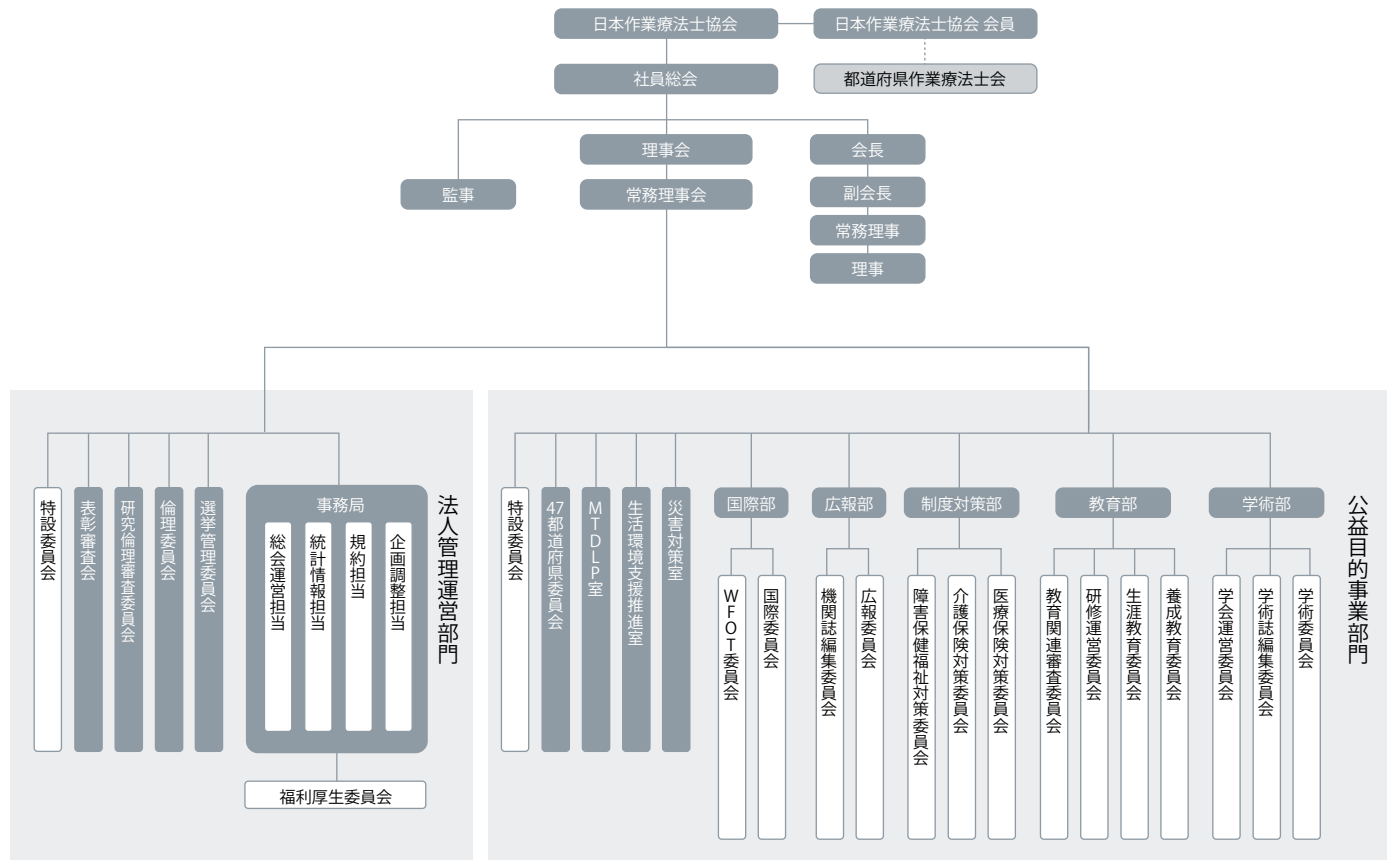 日本作業療法士協会
日本作業療法士協会 会員
社員総会
都道府県作業療法士会
理事会
会長
監事
常務理事会
副会長
常務理事
理事
法人管理運営部門
特設委員会
表彰審査会
研究倫理審査委員会
倫理委員会
選挙管理委員会
事務局
総会運営担当
統計情報担当
規約担当
企画調整担当
福利厚生委員会
公益目的事業部門
特設委員会
47都道府県委員会
MTDLP室
生活環境支援推進室
災害対策室
国際部
WFOT委員会
国際委員会
広報部
機関誌編集委員会
広報委員会
制度対策部
障害保健福祉対策委員会
介護保険対策委員会
医療保険対策委員会
教育部
教育関連審査委員会
研修運営委員会
生涯教育委員会
養成教育委員会
学術部
学会運営委員会
学術誌編集委員会
学術委員会